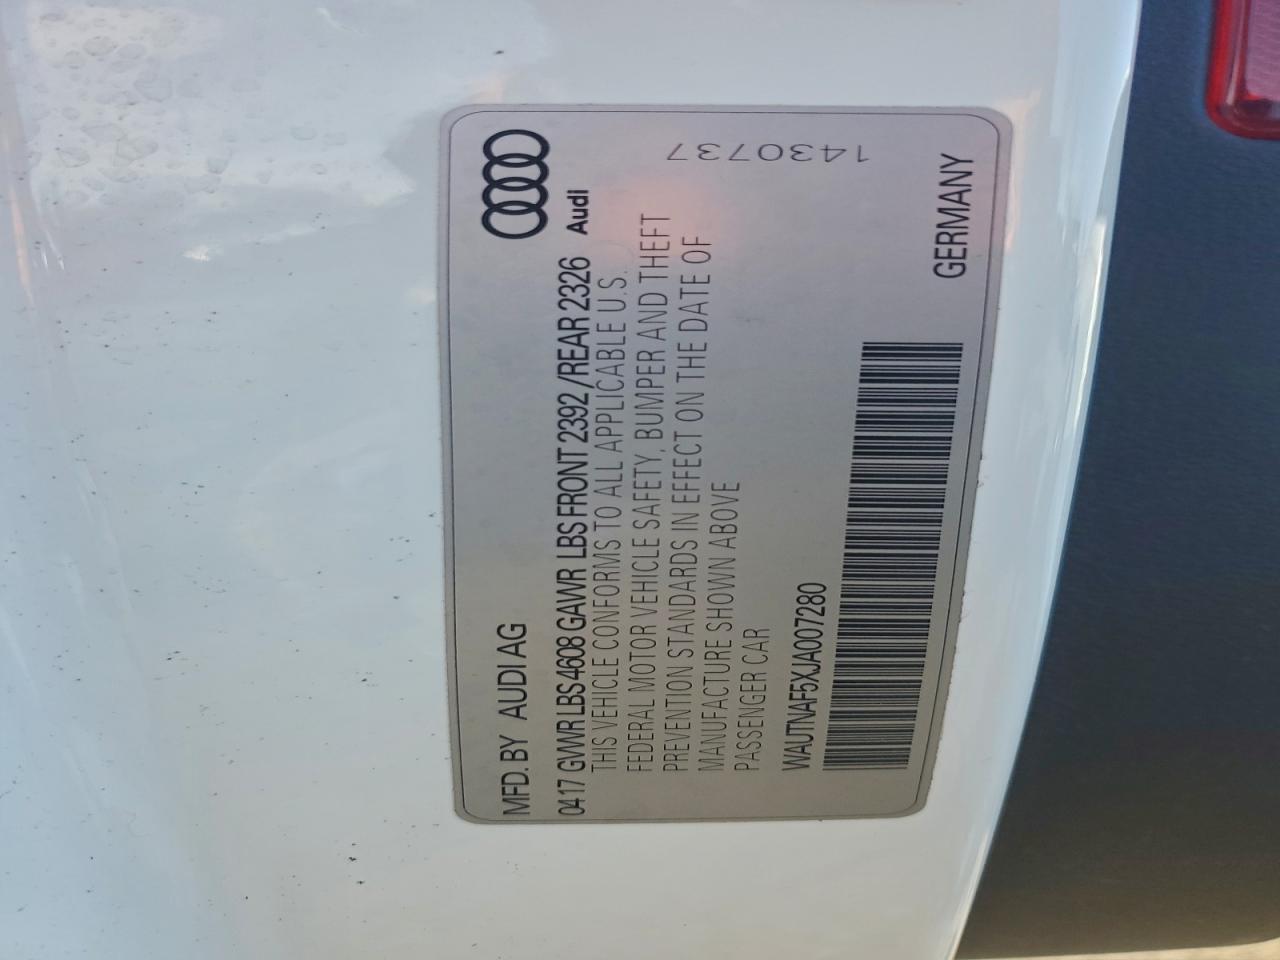 MFD. BY AUDI AG
04 17 GVWR LBS 4608 GAWR LBS FRONT 2392 /REAR 2326
Audi
THIS VEHICLE CONFORMS TO ALL APPLICABLE U.S.
FEDERAL MOTOR VEHICLE SAFETY, BUMPER AND THEFT
PREVENTION STANDARDS IN EFFECT ON THE DATE OF
MANUFACTURE SHOWN ABOVE
PASSENGER CAR
1430737
WAUTNAF5XJA007280
GERMANY